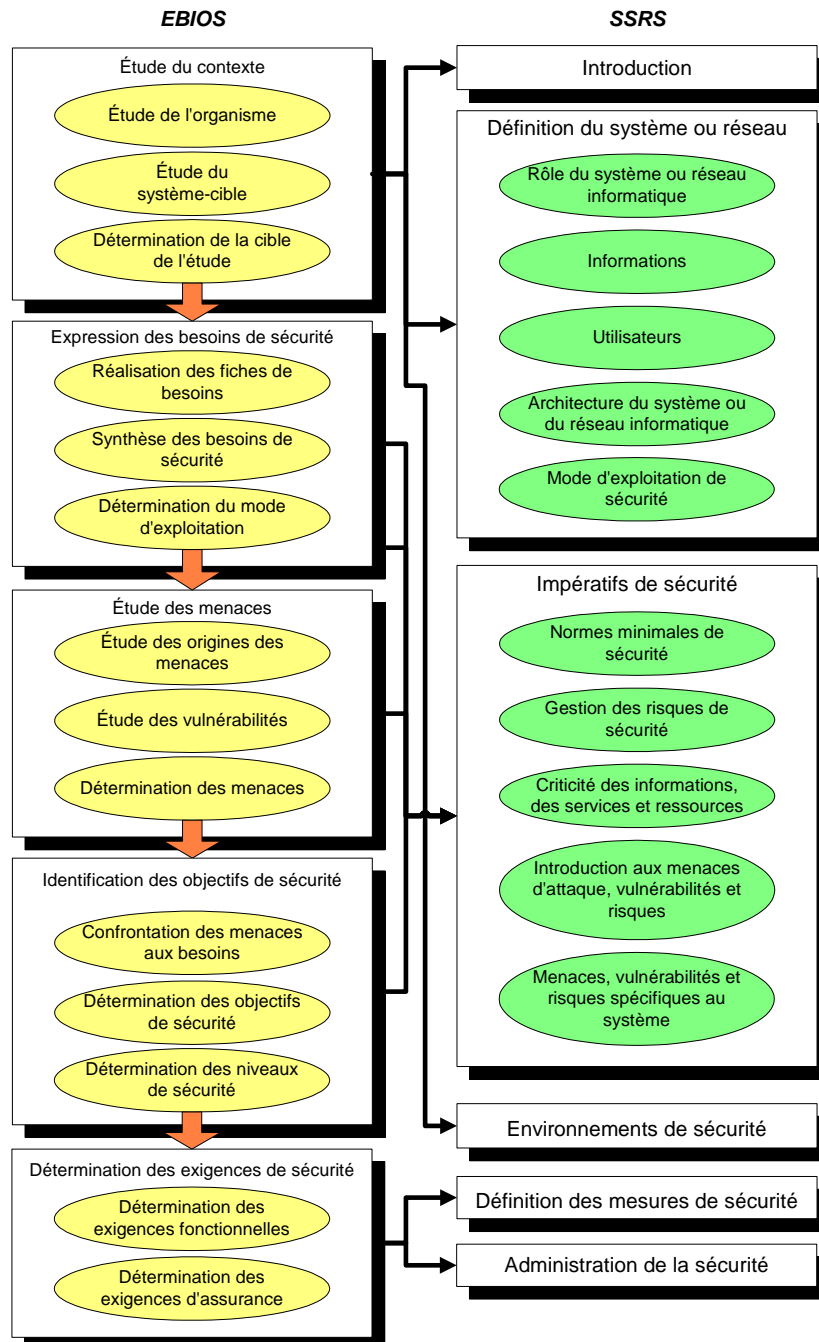 EBIOS
Étude du contexte
Étude de l'organisme
Étude du
système-cible
Détermination de la cible
de l'étude
Expression des besoins de sécurité
Réalisation des fiches de
besoins
Synthèse des besoins de
sécurité
Détermination du mode
d'exploitation
Étude des menaces
Étude des origines des
menaces
Étude des vulnérabilités
Détermination des menaces
Identification des objectifs de sécurité
Confrontation des menaces
aux besoins
Détermination des objectifs
de sécurité
Détermination des niveaux
de sécurité
Détermination des exigences de sécurité
Détermination des
exigences fonctionnelles
Détermination des
exigences d'assurance
SSRS
Introduction
Définition du système ou réseau
Rôle du système ou réseau
informatique
Informations
Utilisateurs
Architecture du système ou
du réseau informatique
Mode d'exploitation de
sécurité
Impératifs de sécurité
Normes minimales de
sécurité
Gestion des risques de
sécurité
Criticité des informations,
des services et ressources
Introduction aux menaces
d'attaque, vulnérabilités et
risques
Menaces, vulnérabilités et
risques spécifiques au
système
Environnements de sécurité
Définition des mesures de sécurité
Administration de la sécurité